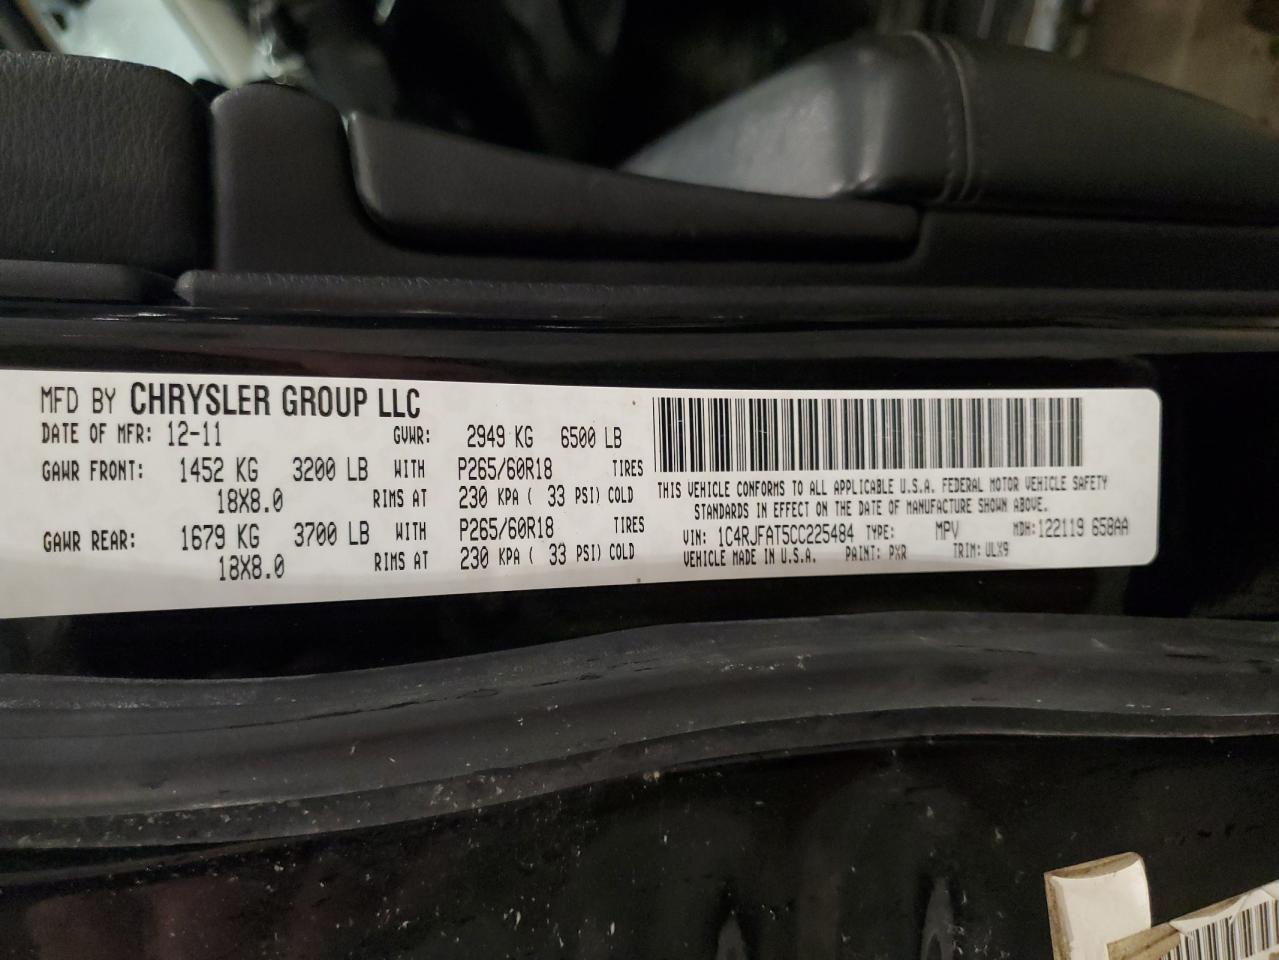 MFD BY CHRYSLER GROUP LLC
DATE OF MFR: 12-11 GVWR: 2949 KG 6500 LB
GAWR FRONT: 1452 KG 3200 LB WITH P265/60R18 TIRES
18X8.0 RIMS AT 230 KPA ( 33 PSI) COLD
GAWR REAR: 1679 KG 3700 LB WITH P265/60R18 TIRES
18X8.0 RIMS AT 230 KPA ( 33 PSI) COLD
THIS VEHICLE CONFORMS TO ALL APPLICABLE U.S.A. FEDERAL MOTOR VEHICLE SAFETY
STANDARDS IN EFFECT ON THE DATE OF MANUFACTURE SHOWN ABOVE.
VIN: 1C4RJFAT5CC225484 TYPE: MPV MDH: 122119 658AA
VEHICLE MADE IN U.S.A. PAINT: PXR TRIM: ULX9